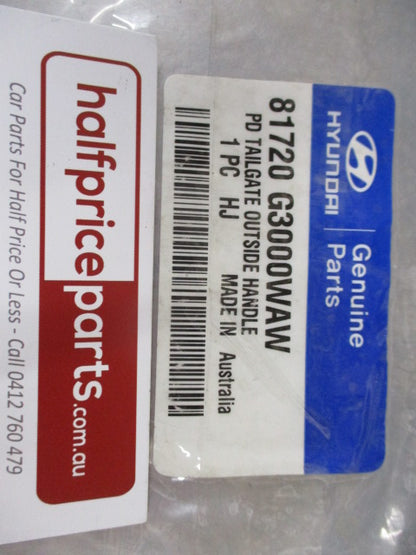 HYUNDAI
Genuine
Parts
81720 G3000WAW
PD TAILGATE OUTSIDE HANDLE
1 PC HJ MADE IN Australia
halfpriceparts.com.au
Car Parts For Half Price Or Less - Call 0412 760 479